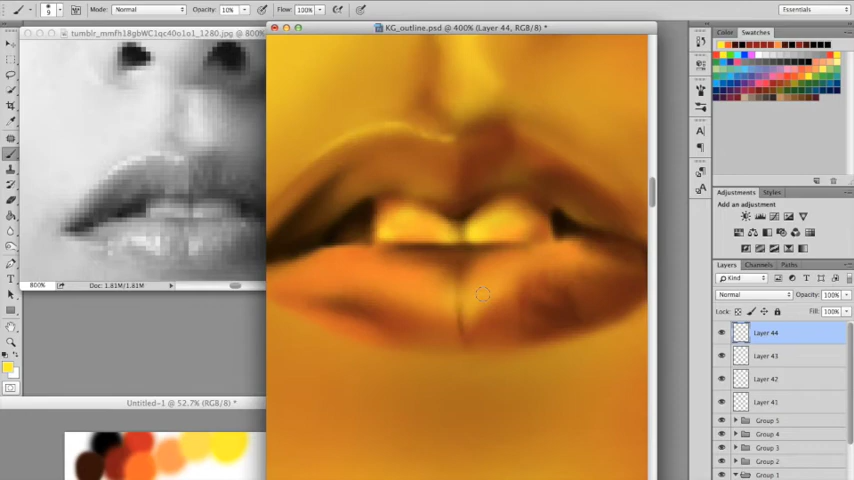 9
Mode: Normal
Opacity: 10%
Flow: 100%
Essentials
tumblr_mmfh1gbWC1qc40o1o1_1280.jpg @ 800%
KG_outline.psd @ 400% (Layer 44, RGB/8) *
Color Swatches
Adjustments Styles
Add an adjustment
Layers Channels Paths
Kind
Normal
Opacity: 100%
Lock:
Fill: 100%
Layer 44
Layer 43
Layer 42
Layer 41
Group 5
Group 4
Group 3
Group 2
Group 1
800%
Doc: 1.81M/1.81M
Untitled-1 @ 52.7% (RGB/8) *